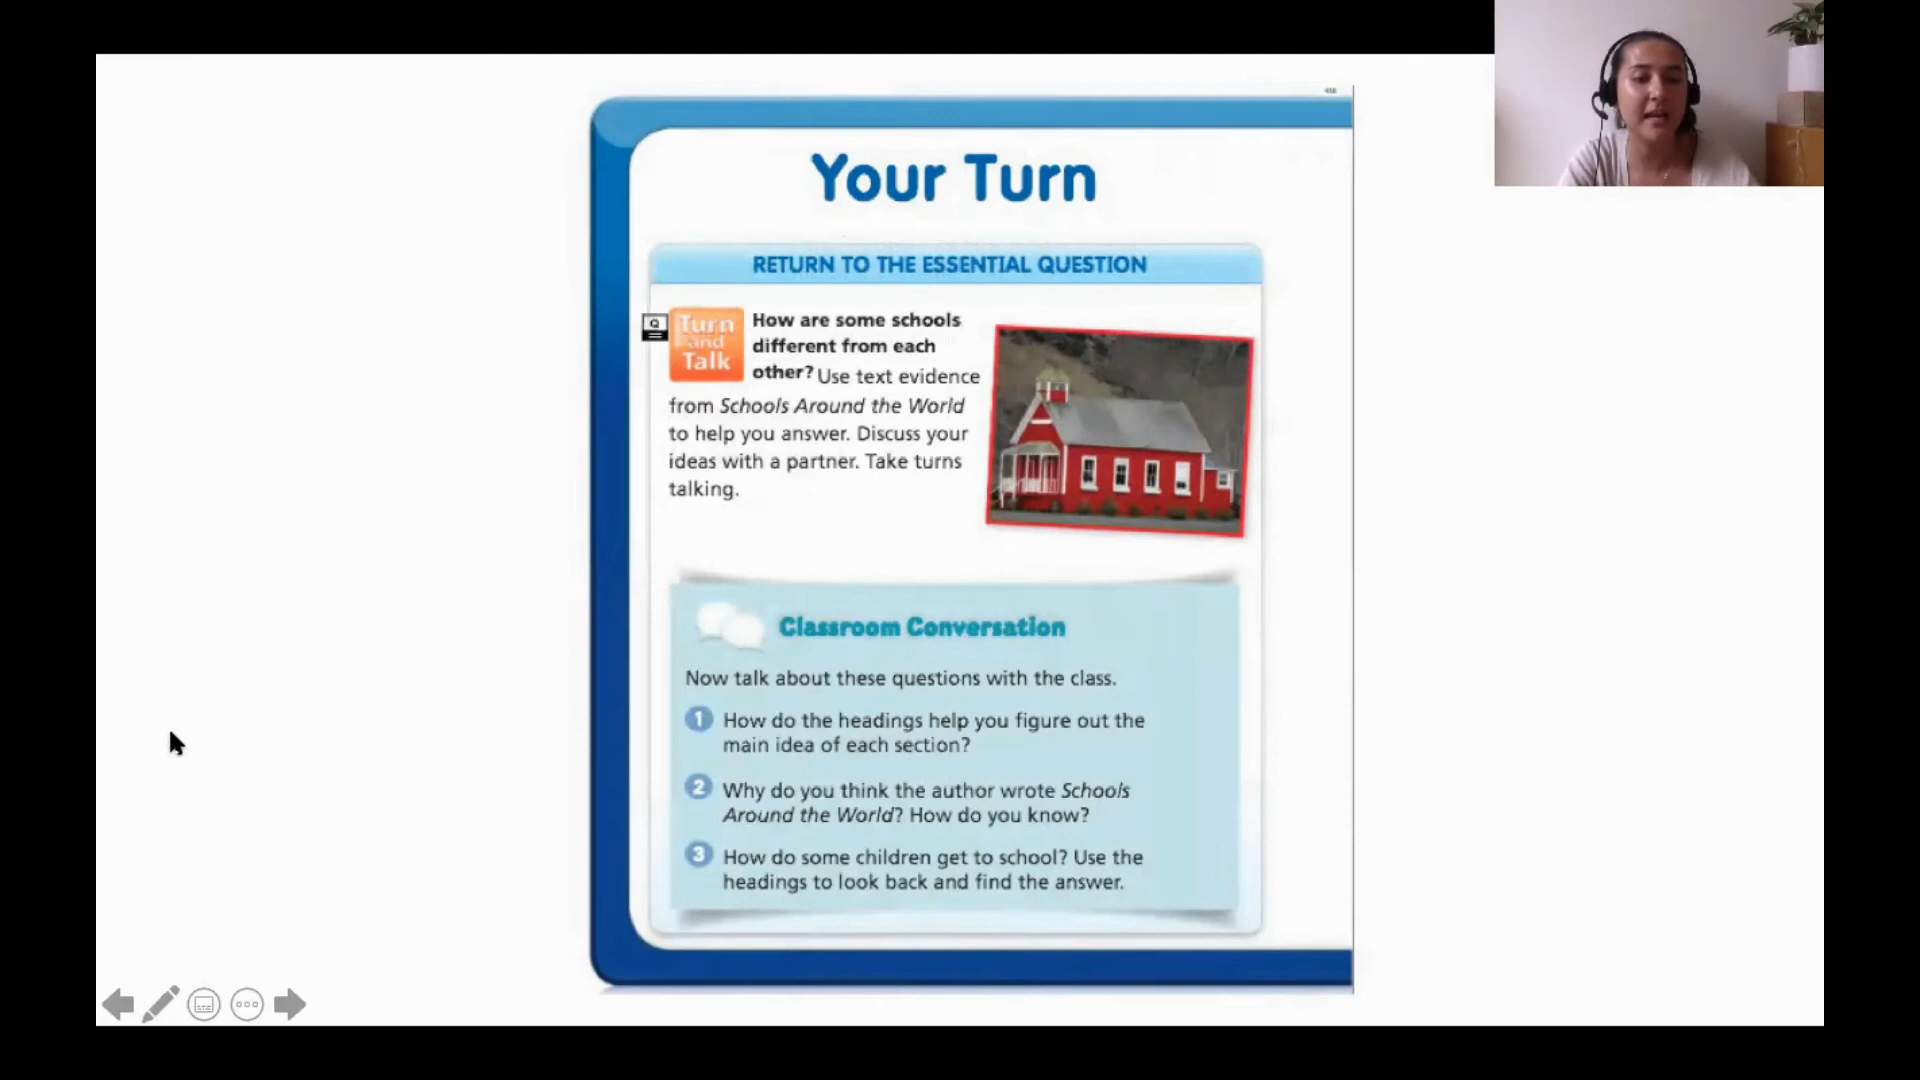 Your Turn
RETURN TO THE ESSENTIAL QUESTION
Q
Turn
and
Talk
How are some schools
different from each
other? Use text evidence
from Schools Around the World
to help you answer. Discuss your
ideas with a partner. Take turns
talking.
Classroom Conversation
Now talk about these questions with the class.
1 How do the headings help you figure out the
main idea of each section?
2 Why do you think the author wrote Schools
Around the World? How do you know?
3 How do some children get to school? Use the
headings to look back and find the answer.